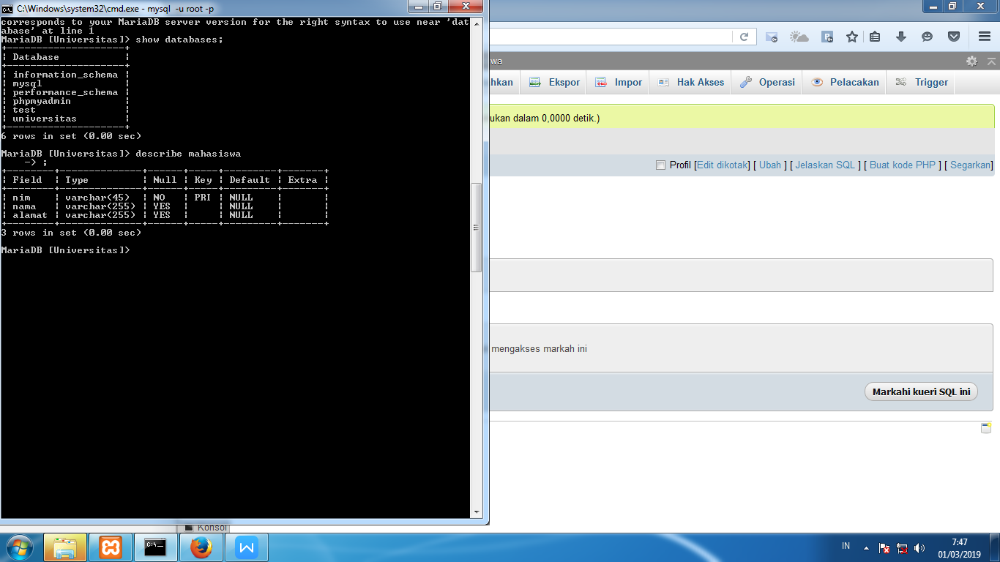 C:\Windows\system32\cmd.exe - mysql  -u root -p
corresponds to your MariaDB server version for the right syntax to use near 'dat
abase' at line 1
MariaDB [Universitas]> show databases;
+--------------------+
| Database           |
+--------------------+
| information_schema |
| mysql              |
| performance_schema |
| phpmyadmin         |
| test               |
| universitas        |
+--------------------+
6 rows in set (0.00 sec)
MariaDB [Universitas]> describe mahasiswa
    -> ;
+--------+--------------+------+-----+---------+-------+
| Field  | Type         | Null | Key | Default | Extra |
+--------+--------------+------+-----+---------+-------+
| nim    | varchar(45)  | NO   | PRI | NULL    |       |
| nama   | varchar(255) | YES  |     | NULL    |       |
| alamat | varchar(255) | YES  |     | NULL    |       |
+--------+--------------+------+-----+---------+-------+
3 rows in set (0.00 sec)
MariaDB [Universitas]>
wa
hkan Ekspor Impor Hak Akses Operasi Pelacakan Trigger
ukan dalam 0,0000 detik.)
Profil [Edit dikotak] [ Ubah ] [ Jelaskan SQL ] [ Buat kode PHP ] [ Segarkan]
mengakses markah ini
Markahi kueri SQL ini
Konsol
C:\_
IN
7:47
01/03/2019